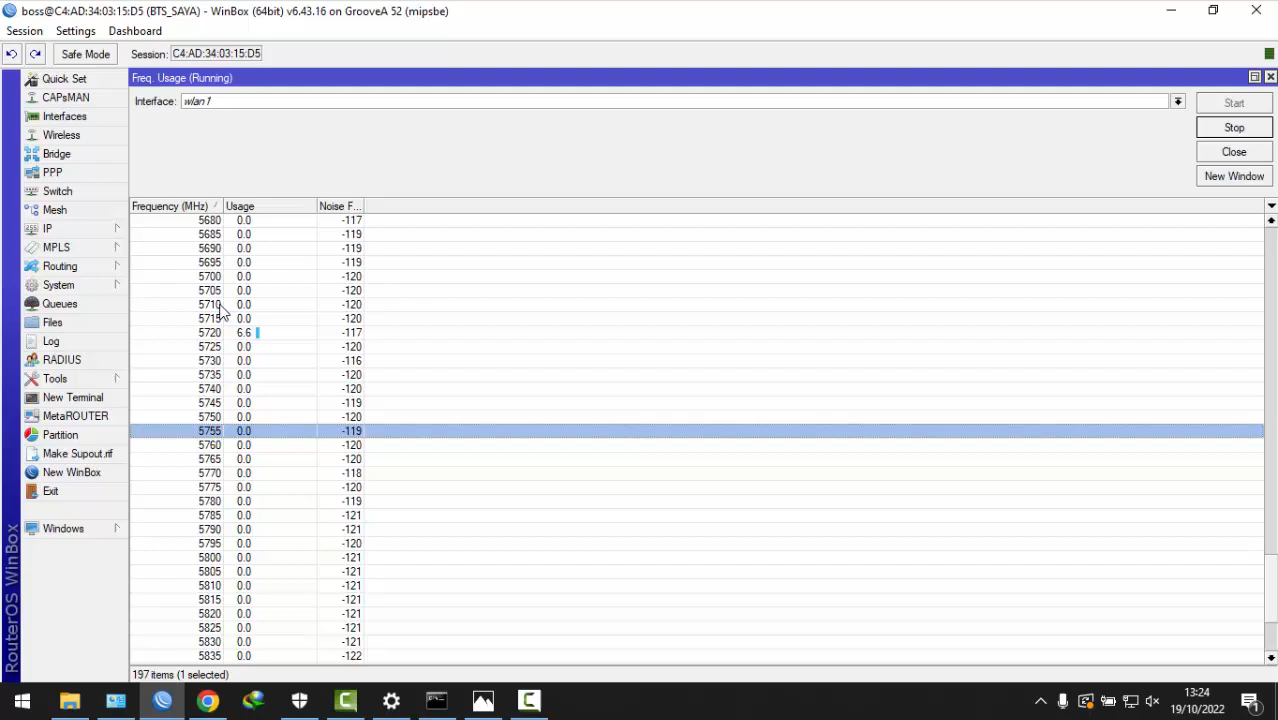 boss@C4:AD:34:03:15:D5 (BTS_SAYA) - WinBox (64bit) v6.43.16 on GrooveA 52 (mipsbe)
Session Settings Dashboard
Safe Mode Session: C4:AD:34:03:15:D5
Quick Set
CAPsMAN
Interfaces
Wireless
Bridge
PPP
Switch
Mesh
IP
MPLS
Routing
System
Queues
Files
Log
RADIUS
Tools
New Terminal
MetaROUTER
Partition
Make Supout.rif
New WinBox
Exit
Windows
RouterOS WinBox
Freq. Usage (Running)
Interface: wlan1
Start
Stop
Close
New Window
Frequency (MHz) Usage Noise F...
5680 0.0 -117
5685 0.0 -119
5690 0.0 -119
5695 0.0 -119
5700 0.0 -120
5705 0.0 -120
5710 0.0 -120
5715 0.0 -120
5720 6.6 -117
5725 0.0 -120
5730 0.0 -116
5735 0.0 -120
5740 0.0 -120
5745 0.0 -119
5750 0.0 -120
5755 0.0 -119
5760 0.0 -120
5765 0.0 -120
5770 0.0 -118
5775 0.0 -120
5780 0.0 -119
5785 0.0 -121
5790 0.0 -121
5795 0.0 -120
5800 0.0 -121
5805 0.0 -121
5810 0.0 -121
5815 0.0 -121
5820 0.0 -121
5825 0.0 -121
5830 0.0 -121
5835 0.0 -122
197 items (1 selected)
13:24
19/10/2022
1